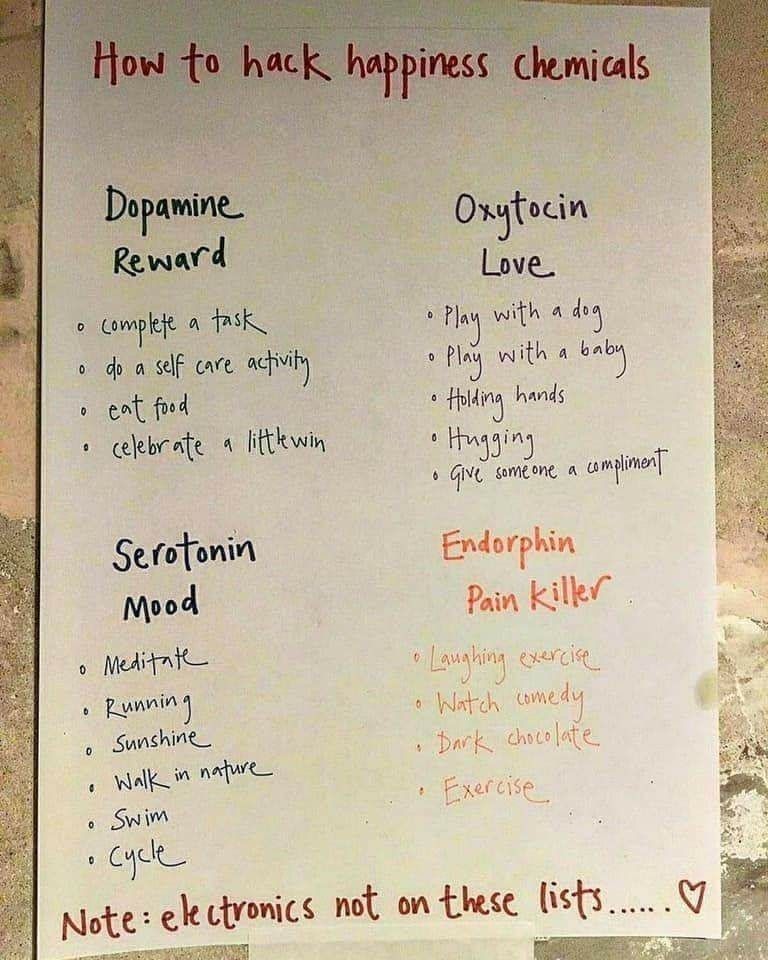 How to hack happiness chemicals
Dopamine
Reward
• complete a task
• do a self care activity
• eat food
• celebrate a little win
Oxytocin
Love
• Play with a dog
• Play with a baby
• Holding hands
• Hugging
• Give someone a compliment
Serotonin
Mood
• Meditate
• Running
• Sunshine
• Walk in nature
• Swim
• Cycle
Endorphin
Pain Killer
• Laughing exercise
• Watch comedy
• Dark chocolate
• Exercise
Note: electronics not on these lists...... ♡